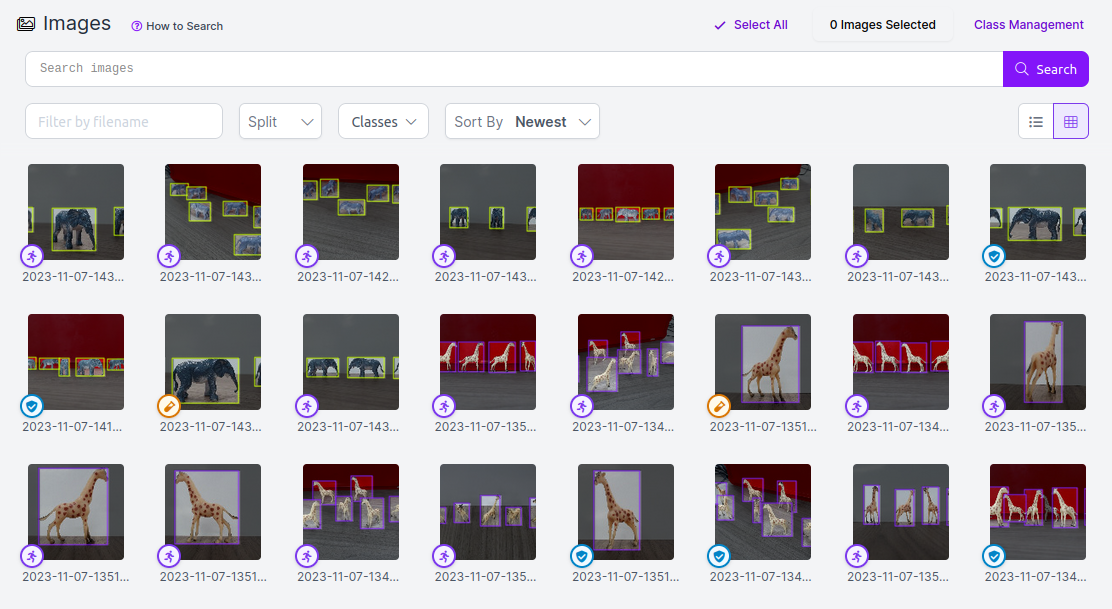 Images
How to Search
Select All
0 Images Selected
Class Management
Search images
Search
Filter by filename
Split
Classes
Sort By Newest
2023-11-07-143...
2023-11-07-143...
2023-11-07-142...
2023-11-07-143...
2023-11-07-142...
2023-11-07-143...
2023-11-07-143...
2023-11-07-143...
2023-11-07-141...
2023-11-07-143...
2023-11-07-143...
2023-11-07-135...
2023-11-07-134...
2023-11-07-1351...
2023-11-07-134...
2023-11-07-135...
2023-11-07-1351...
2023-11-07-1351...
2023-11-07-134...
2023-11-07-135...
2023-11-07-1351...
2023-11-07-134...
2023-11-07-135...
2023-11-07-134...